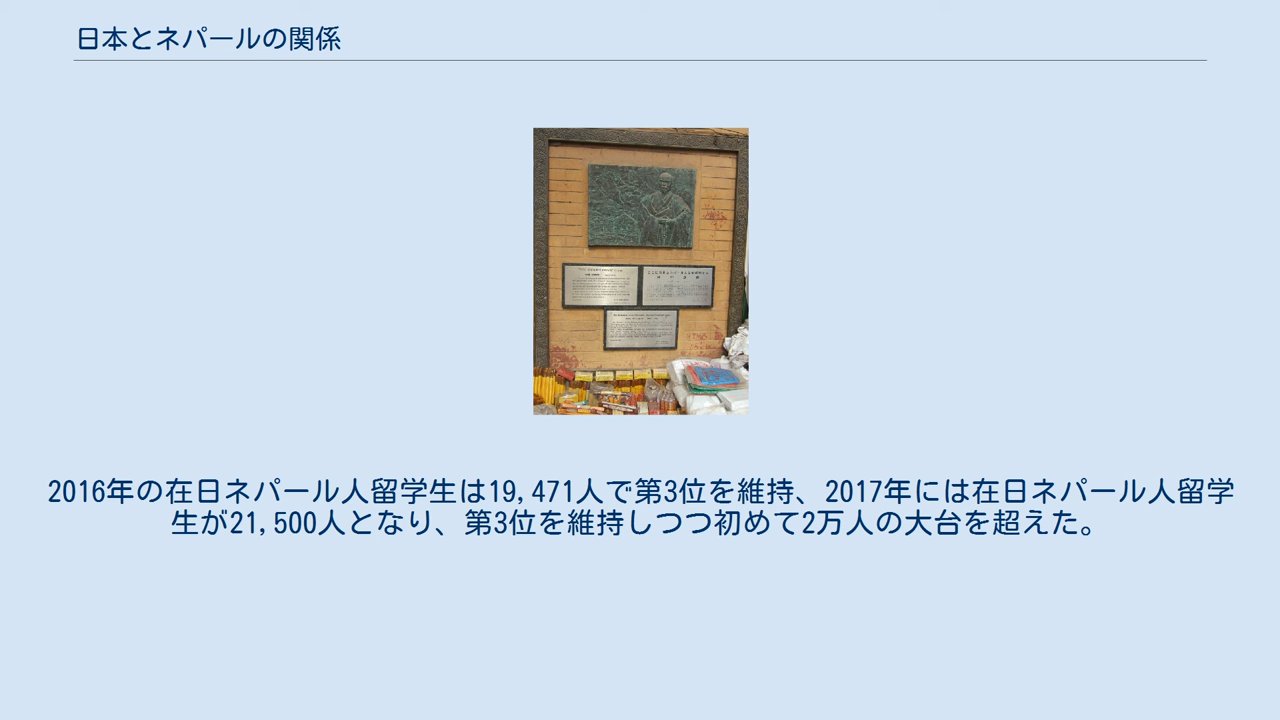 日本とネパールの関係
2016年の在日ネパール人留学生は19,471人で第3位を維持、2017年には在日ネパール人留学
生が21,500人となり、第3位を維持しつつ初めて2万人の大台を超えた。